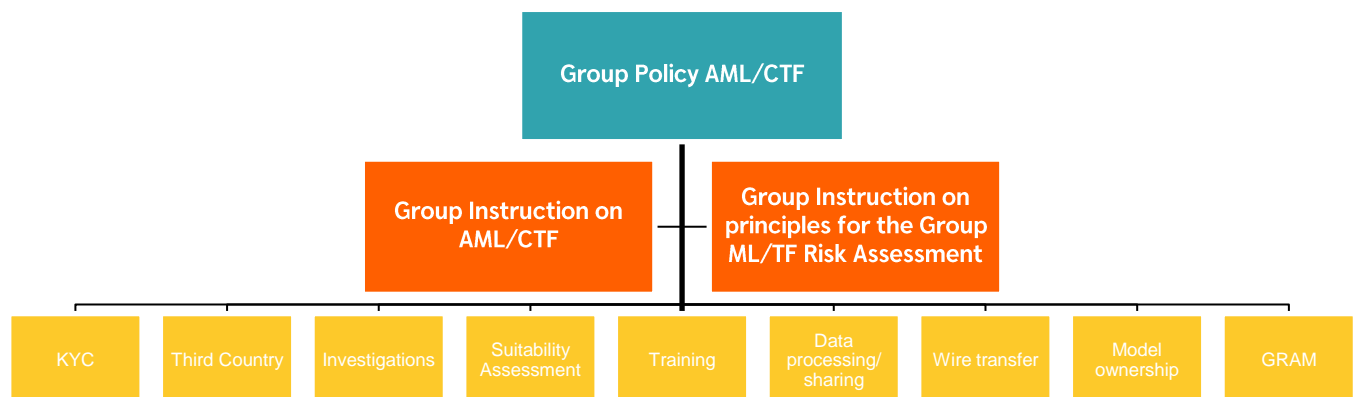 Group Policy AML/CTF
Group Instruction on
AML/CTF
Group Instruction on
principles for the Group
ML/TF Risk Assessment
KYC
Third Country
Investigations
Suitability
Assessment
Training
Data
processing/
sharing
Wire transfer
Model
ownership
GRAM